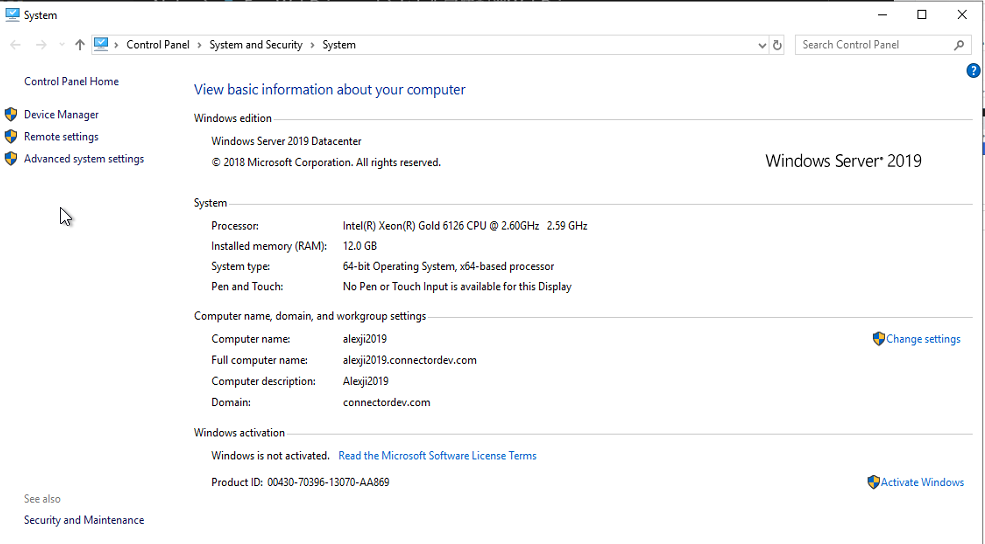 System
Control Panel > System and Security > System
Search Control Panel
Control Panel Home
Device Manager
Remote settings
Advanced system settings
View basic information about your computer
Windows edition
Windows Server 2019 Datacenter
© 2018 Microsoft Corporation. All rights reserved.
Windows Server® 2019
System
Processor: Intel(R) Xeon(R) Gold 6126 CPU @ 2.60GHz 2.59 GHz
Installed memory (RAM): 12.0 GB
System type: 64-bit Operating System, x64-based processor
Pen and Touch: No Pen or Touch Input is available for this Display
Computer name, domain, and workgroup settings
Computer name: alexji2019 Change settings
Full computer name: alexji2019.connectordev.com
Computer description: Alexji2019
Domain: connectordev.com
Windows activation
Windows is not activated. Read the Microsoft Software License Terms
Product ID: 00430-70396-13070-AA869 Activate Windows
See also
Security and Maintenance